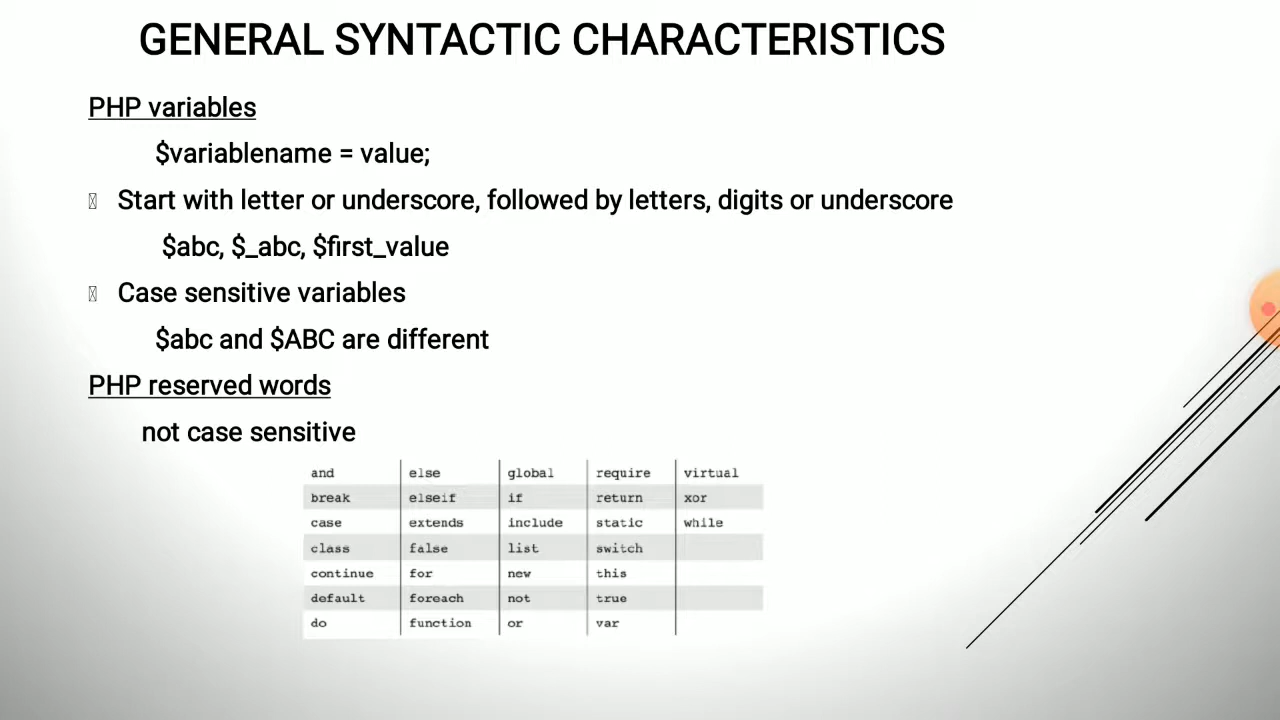 GENERAL SYNTACTIC CHARACTERISTICS
PHP variables
$variablename = value;
Start with letter or underscore, followed by letters, digits or underscore
$abc, $_abc, $first_value
Case sensitive variables
$abc and $ABC are different
PHP reserved words
not case sensitive
and else global require virtual
break elseif if return xor
case extends include static while
class false list switch
continue for new this
default foreach not true
do function or var